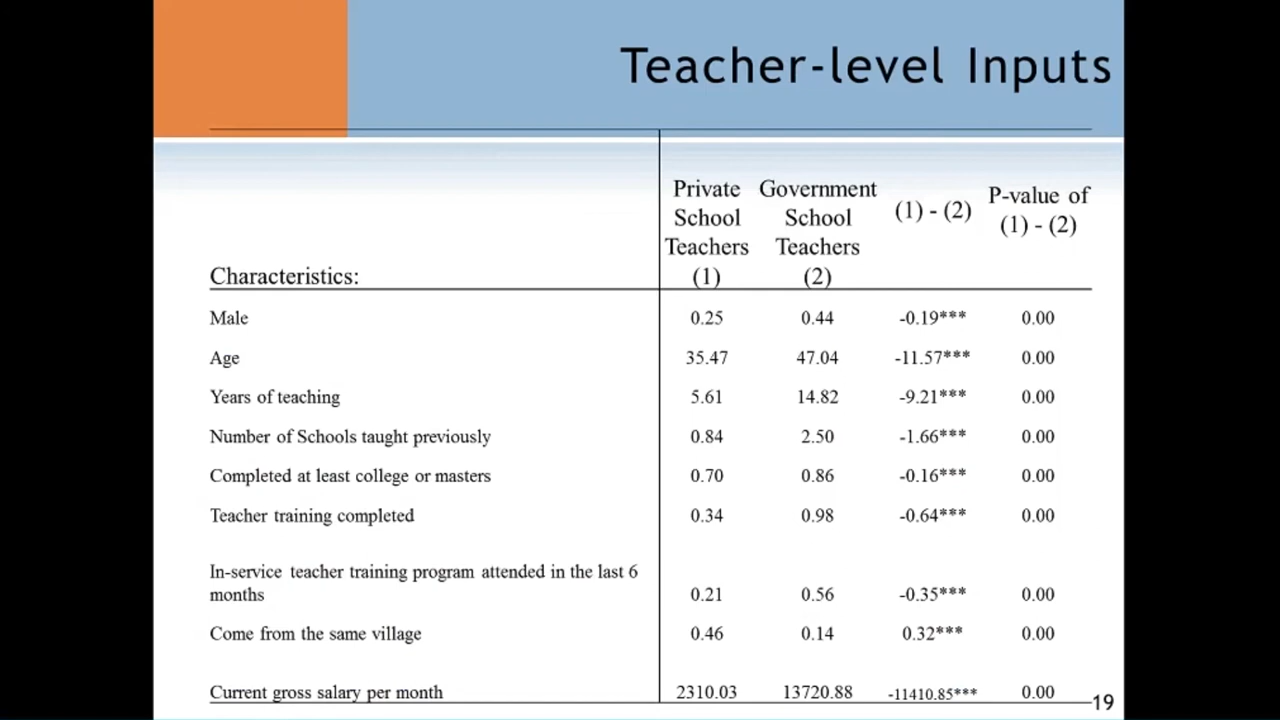 Teacher-level Inputs
Characteristics: Private School Teachers (1) Government School Teachers (2) (1) - (2) P-value of (1) - (2)
Male 0.25 0.44 -0.19*** 0.00
Age 35.47 47.04 -11.57*** 0.00
Years of teaching 5.61 14.82 -9.21*** 0.00
Number of Schools taught previously 0.84 2.50 -1.66*** 0.00
Completed at least college or masters 0.70 0.86 -0.16*** 0.00
Teacher training completed 0.34 0.98 -0.64*** 0.00
In-service teacher training program attended in the last 6
months 0.21 0.56 -0.35*** 0.00
Come from the same village 0.46 0.14 0.32*** 0.00
Current gross salary per month 2310.03 13720.88 -11410.85*** 0.00
19